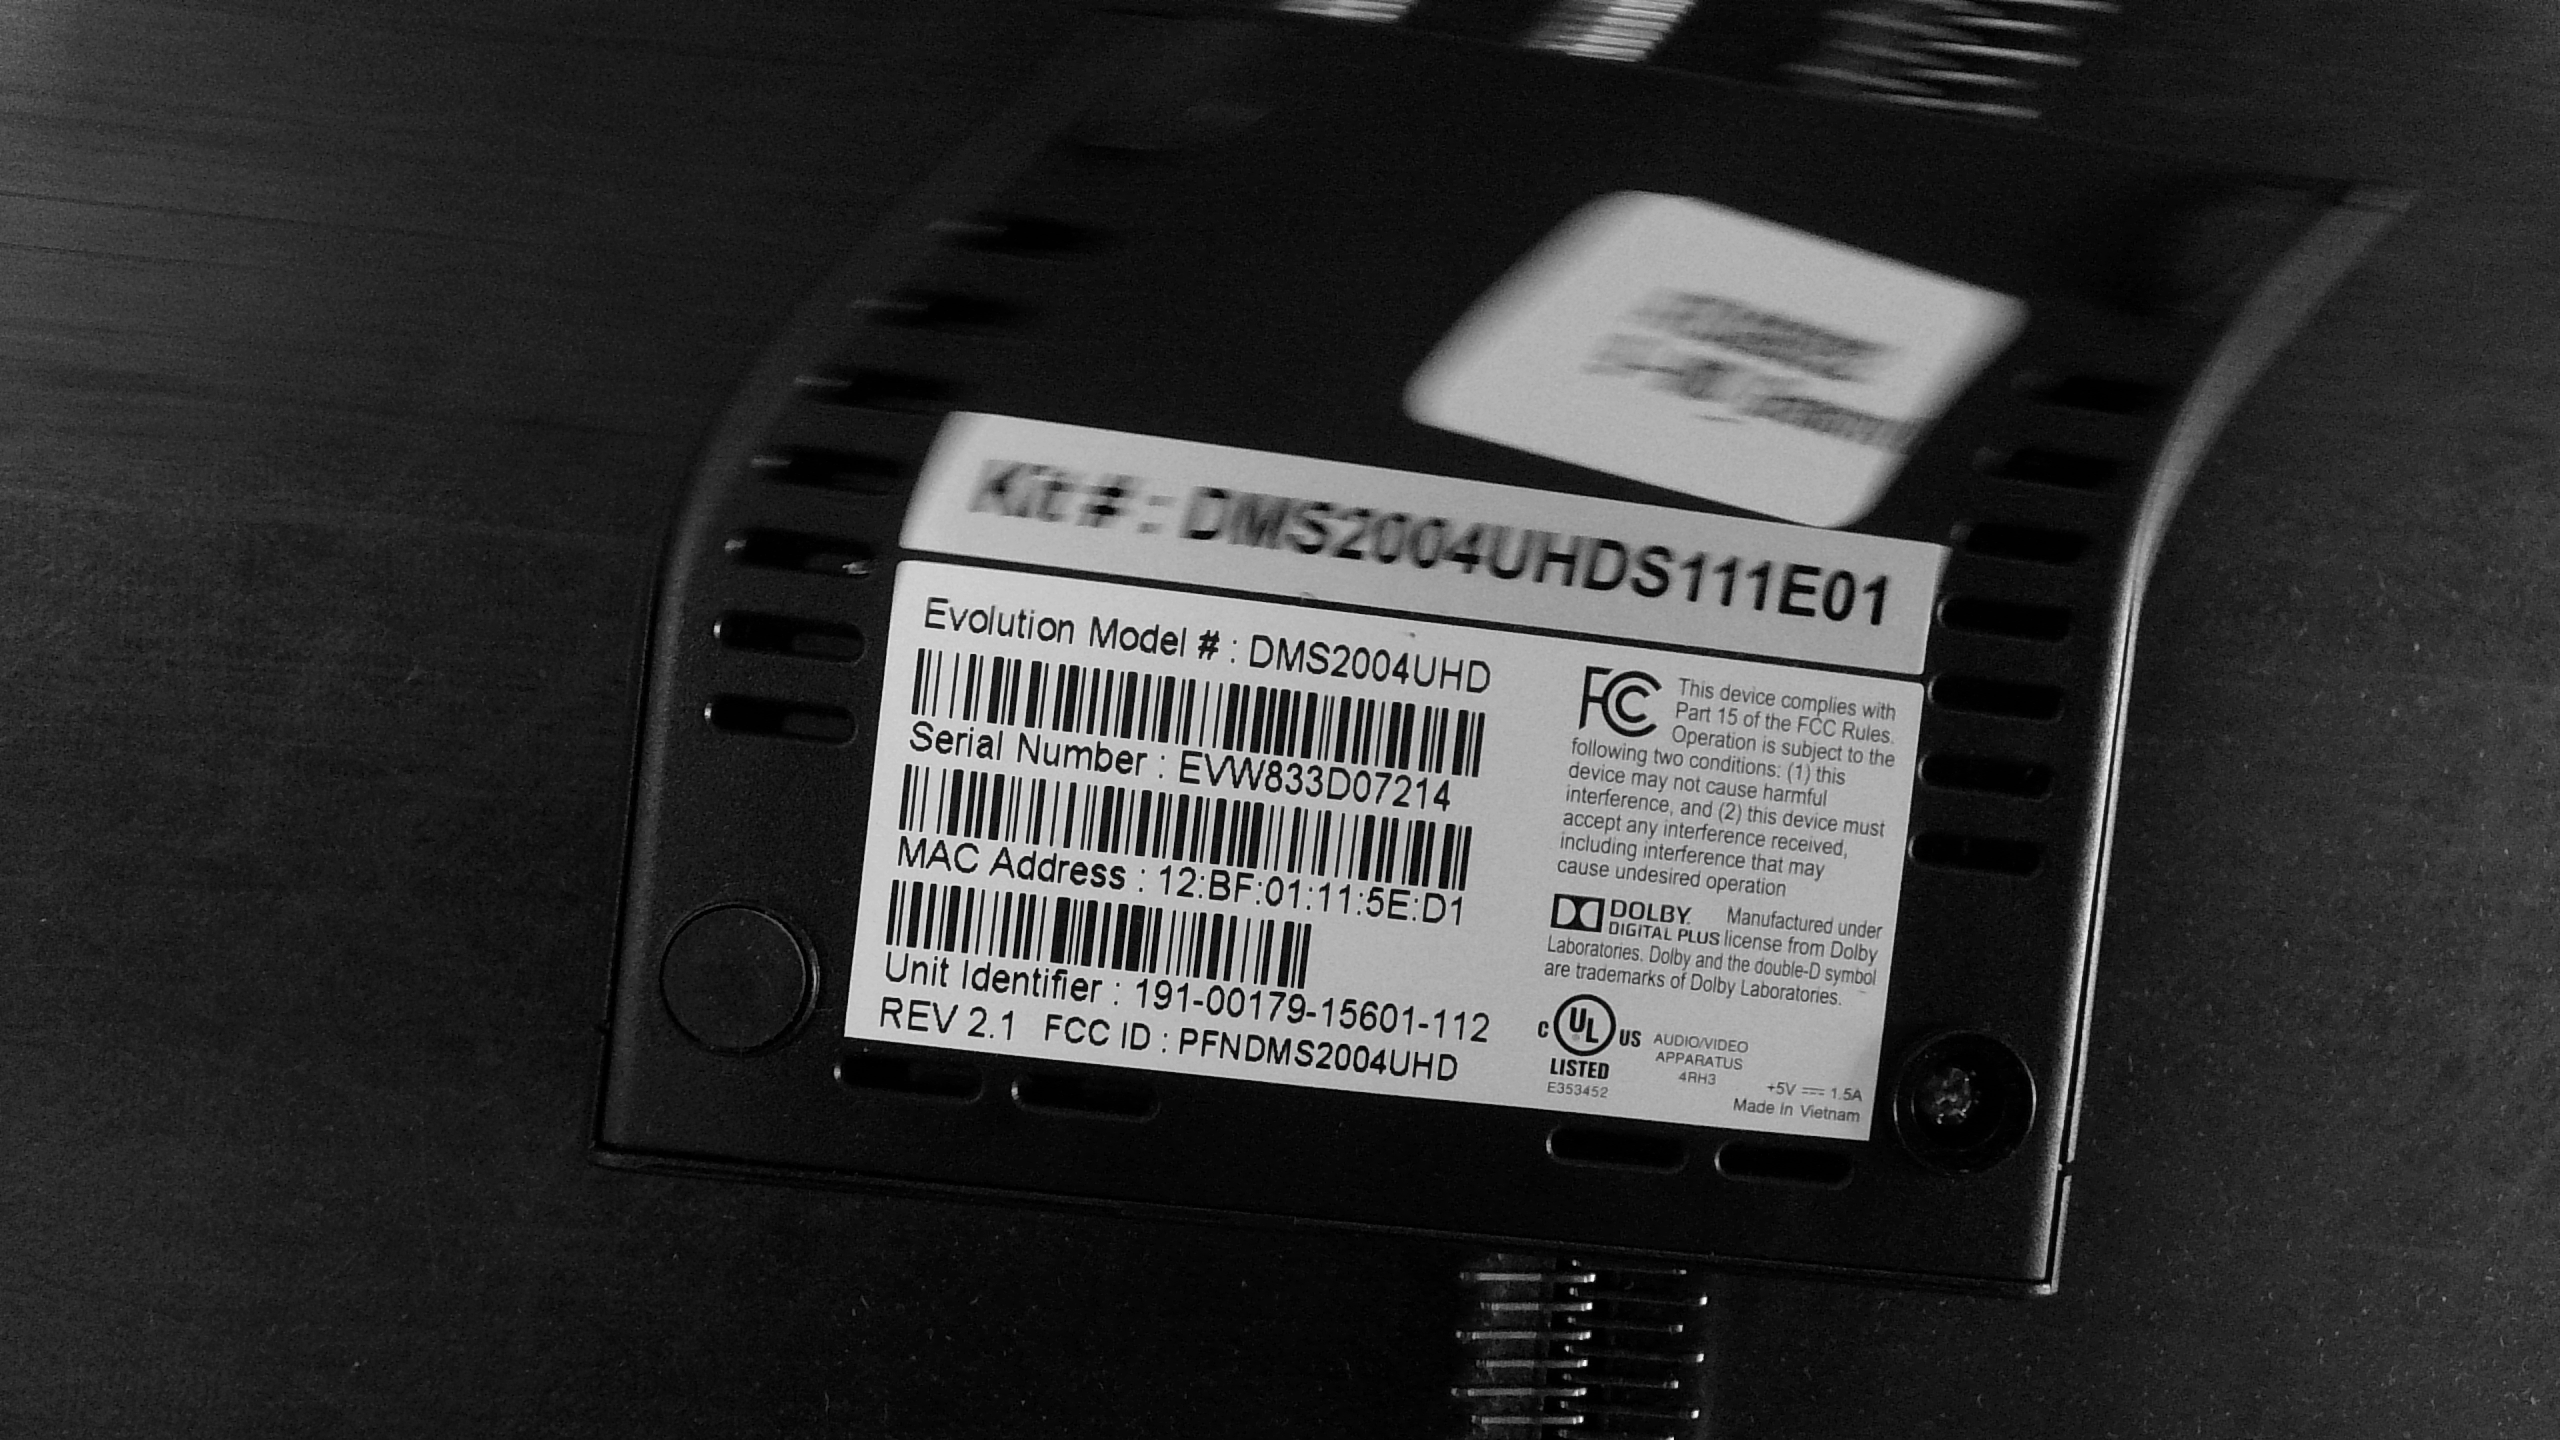 Kit # : DMS2004UHDS111E01
Evolution Model # : DMS2004UHD
Serial Number : EVW833D07214
MAC Address : 12:BF:01:11:5E:D1
Unit Identifier : 191-00179-15601-112
REV 2.1 FCC ID : PFNDMS2004UHD
FC This device complies with
Part 15 of the FCC Rules.
Operation is subject to the
following two conditions: (1) this
device may not cause harmful
interference, and (2) this device must
accept any interference received,
including interference that may
cause undesired operation
DOLBY. Manufactured under
DIGITAL PLUS license from Dolby
Laboratories. Dolby and the double-D symbol
are trademarks of Dolby Laboratories.
C UL US
LISTED
E353452
AUDIO/VIDEO
APPARATUS
4RH3
+5V ⎓ 1.5A
Made In Vietnam